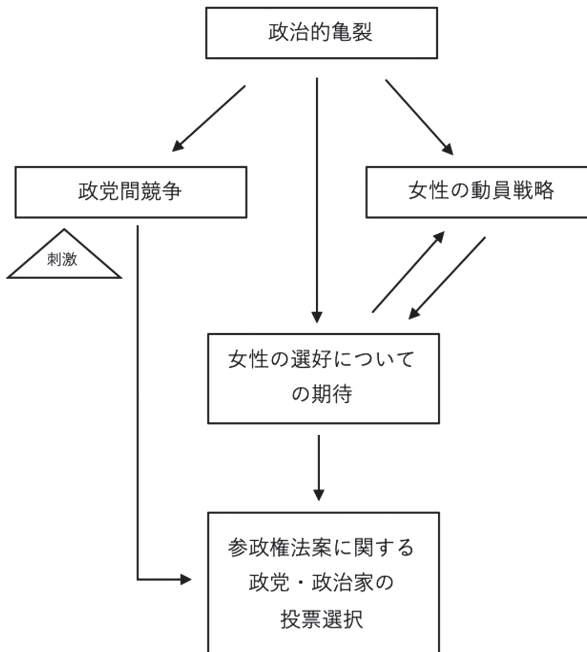 政治的亀裂
政党間競争
女性の動員戦略
刺激
女性の選好について
の期待
参政権法案に関する
政党・政治家の
投票選択